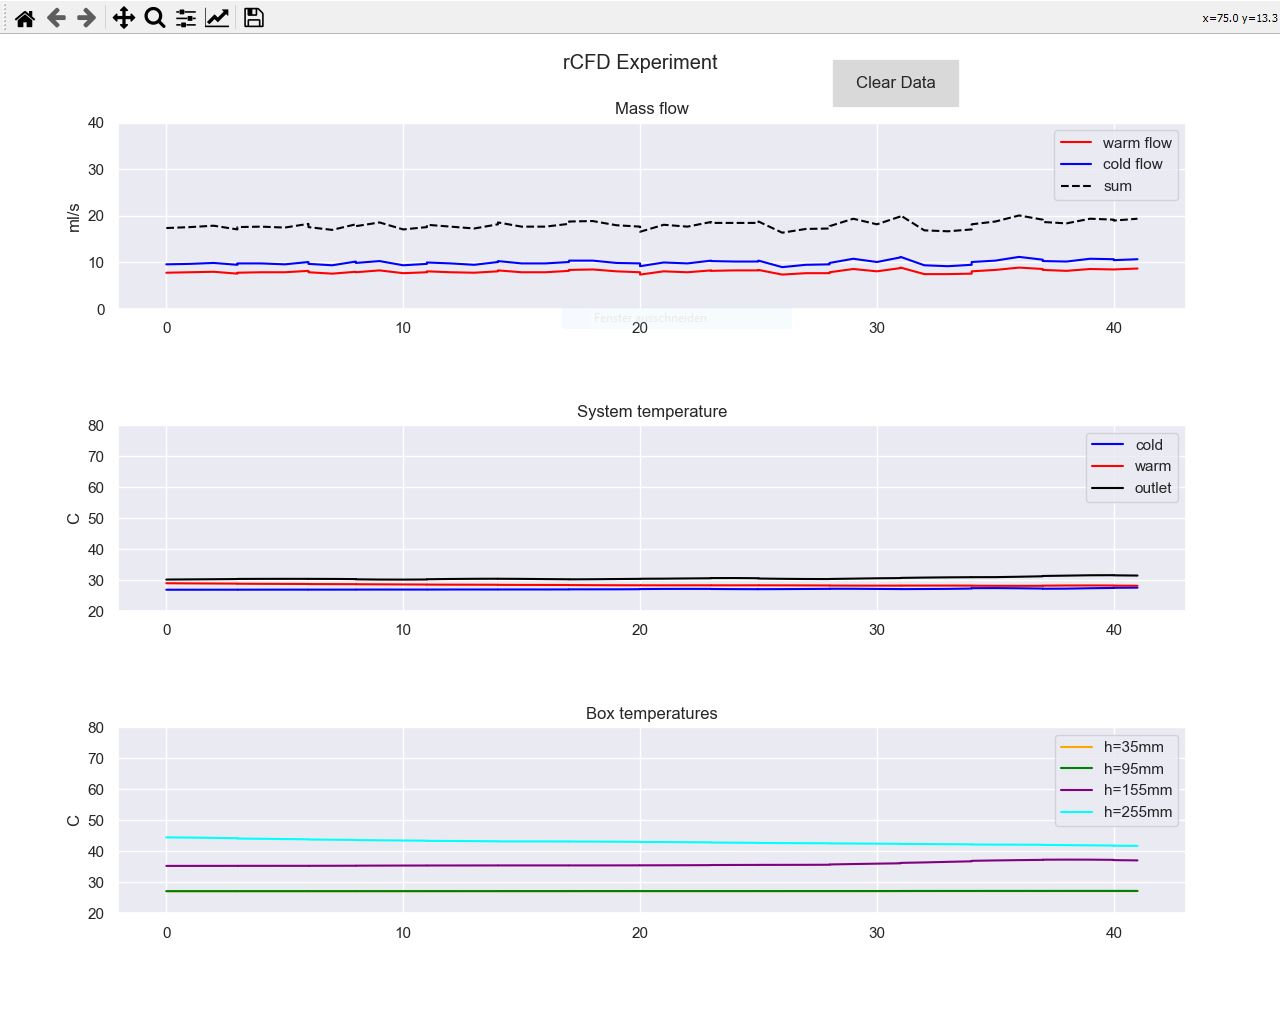 x=75.0 y=13.3
rCFD Experiment
Clear Data
Mass flow
40
30
20
10
0
ml/s
warm flow
cold flow
sum
0 10 20 30 40
Fenster ausschneiden
System temperature
80
70
60
50
40
30
20
C
cold
warm
outlet
0 10 20 30 40
Box temperatures
80
70
60
50
40
30
20
C
h=35mm
h=95mm
h=155mm
h=255mm
0 10 20 30 40